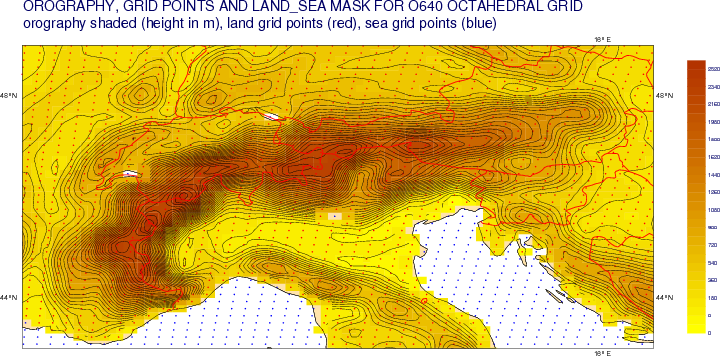 OROGRAPHY, GRID POINTS AND LAND_SEA MASK FOR O640 OCTAHEDRAL GRID
orography shaded (height in m), land grid points (red), sea grid points (blue)
16° E
48°N
48°N
44°N
44°N
16° E
2520
2340
2160
1980
1800
1620
1440
1260
1080
900
720
540
360
180
0